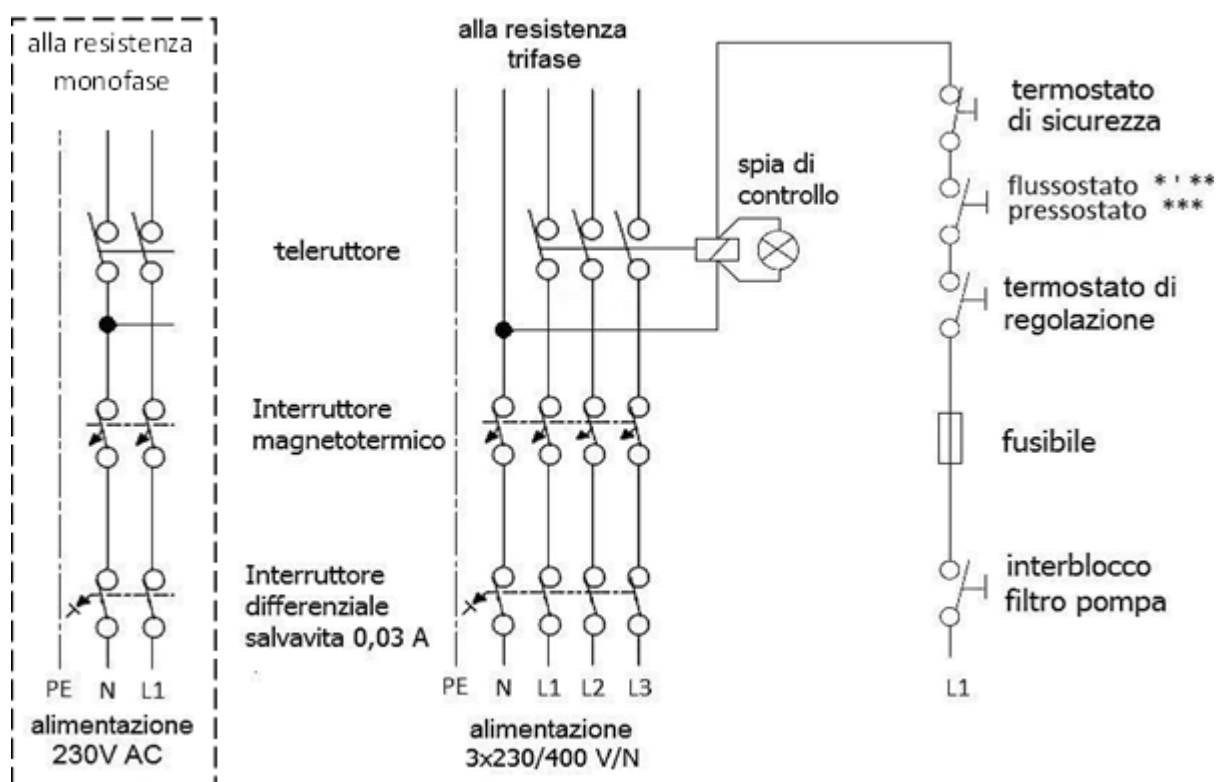 alla resistenza
monofase
alla resistenza
trifase
termostato
di sicurezza
spia di
controllo
flussostato * ' **
pressostato ***
teleruttore
termostato di
regolazione
Interruttore
magnetotermico
fusibile
Interruttore
differenziale
salvavita 0,03 A
interblocco
filtro pompa
PE N L1
PE N L1 L2 L3
L1
alimentazione
230V AC
alimentazione
3x230/400 V/N